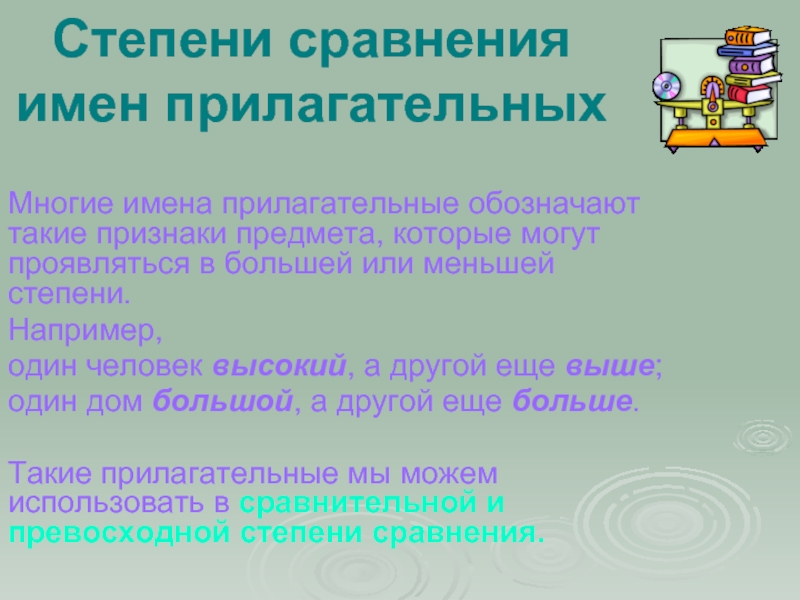 Степени сравнения
имен прилагательных
Многие имена прилагательные обозначают
такие признаки предмета, которые могут
проявляться в большей или меньшей
степени.
Например,
один человек высокий, а другой еще выше;
один дом большой, а другой еще больше.
Такие прилагательные мы можем
использовать в сравнительной и
превосходной степени сравнения.